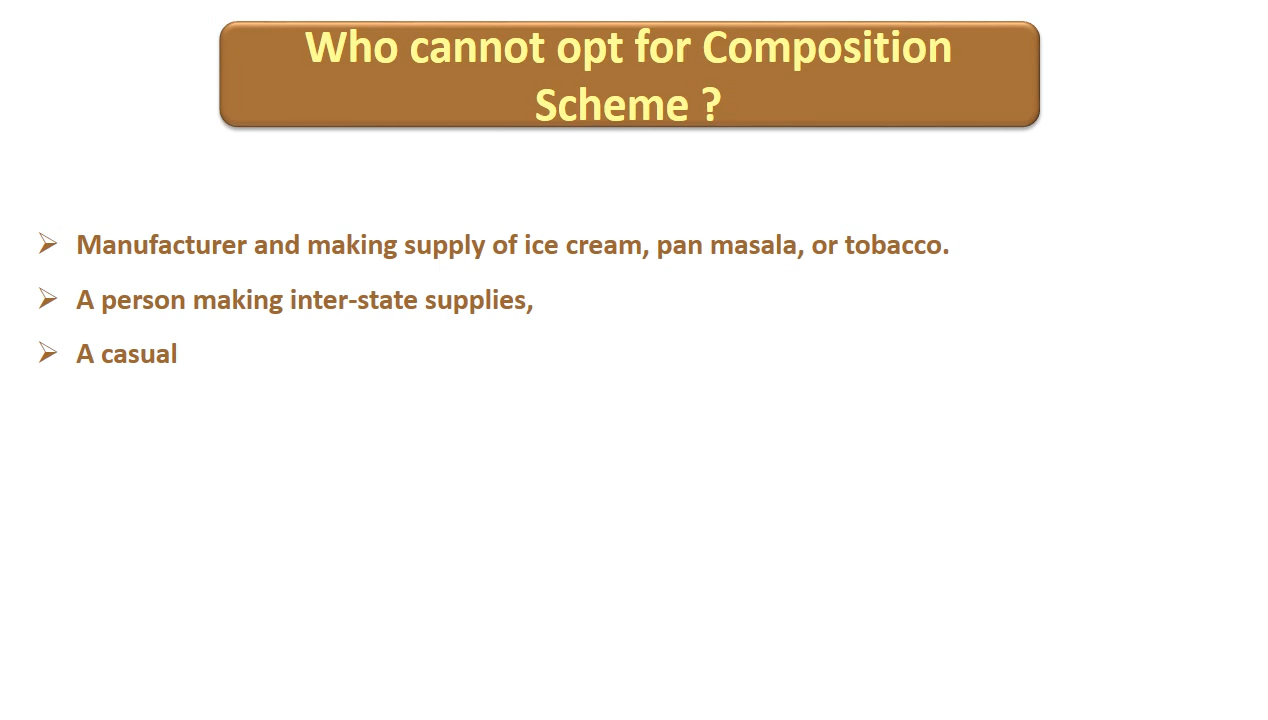 Who cannot opt for Composition
Scheme ?
Manufacturer and making supply of ice cream, pan masala, or tobacco.
A person making inter-state supplies,
A casual